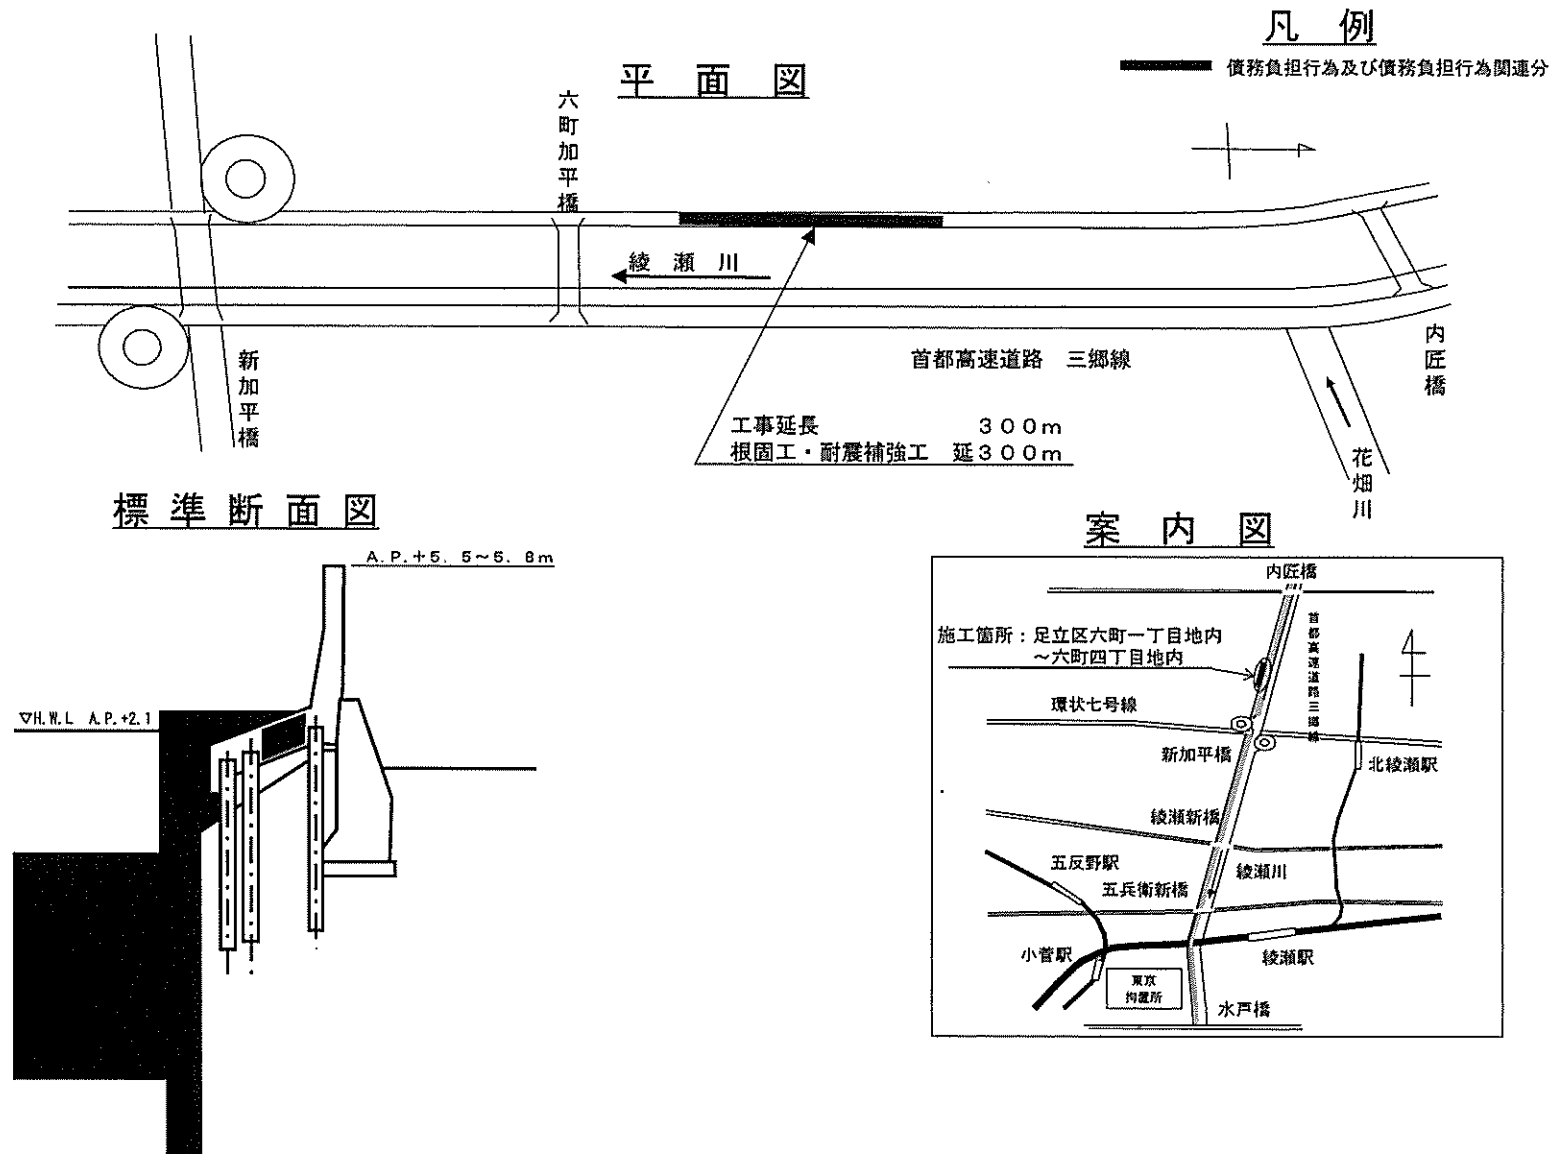 凡 例
債務負担行為及び債務負担行為関連分
平 面 図
六町加平橋
綾 瀬 川
新加平橋
首都高速道路 三郷線
内匠橋
工事延長 300m
根固工・耐震補強工 延300m
花畑川
標 準 断 面 図
A.P.+5.5~5.8m
▽H.W.L A.P.+2.1
案 内 図
内匠橋
首都高速道路三郷線
施工箇所:足立区六町一丁目地内
~六町四丁目地内
環状七号線
新加平橋
北綾瀬駅
綾瀬新橋
五反野駅
綾瀬川
五兵衛新橋
小菅駅
綾瀬駅
東京
拘置所
水戸橋